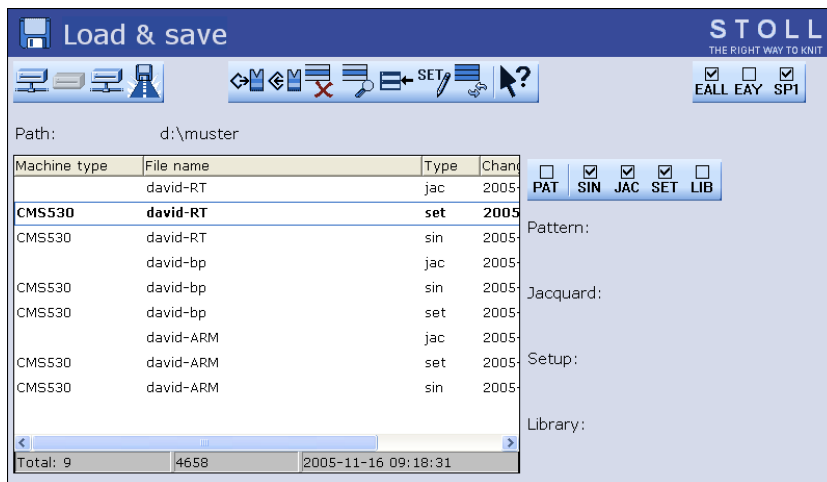 Load & save
STOLL
THE RIGHT WAY TO KNIT
SET
?
EALL EAY SP1
Path: d:\muster
Machine type File name Type Chan
david-RT jac 2005-
CMS530 david-RT set 2005
CMS530 david-RT sin 2005-
david-bp jac 2005-
CMS530 david-bp sin 2005-
CMS530 david-bp set 2005-
david-ARM jac 2005-
CMS530 david-ARM set 2005-
CMS530 david-ARM sin 2005-
Total: 9 4658 2005-11-16 09:18:31
PAT SIN JAC SET LIB
Pattern:
Jacquard:
Setup:
Library: